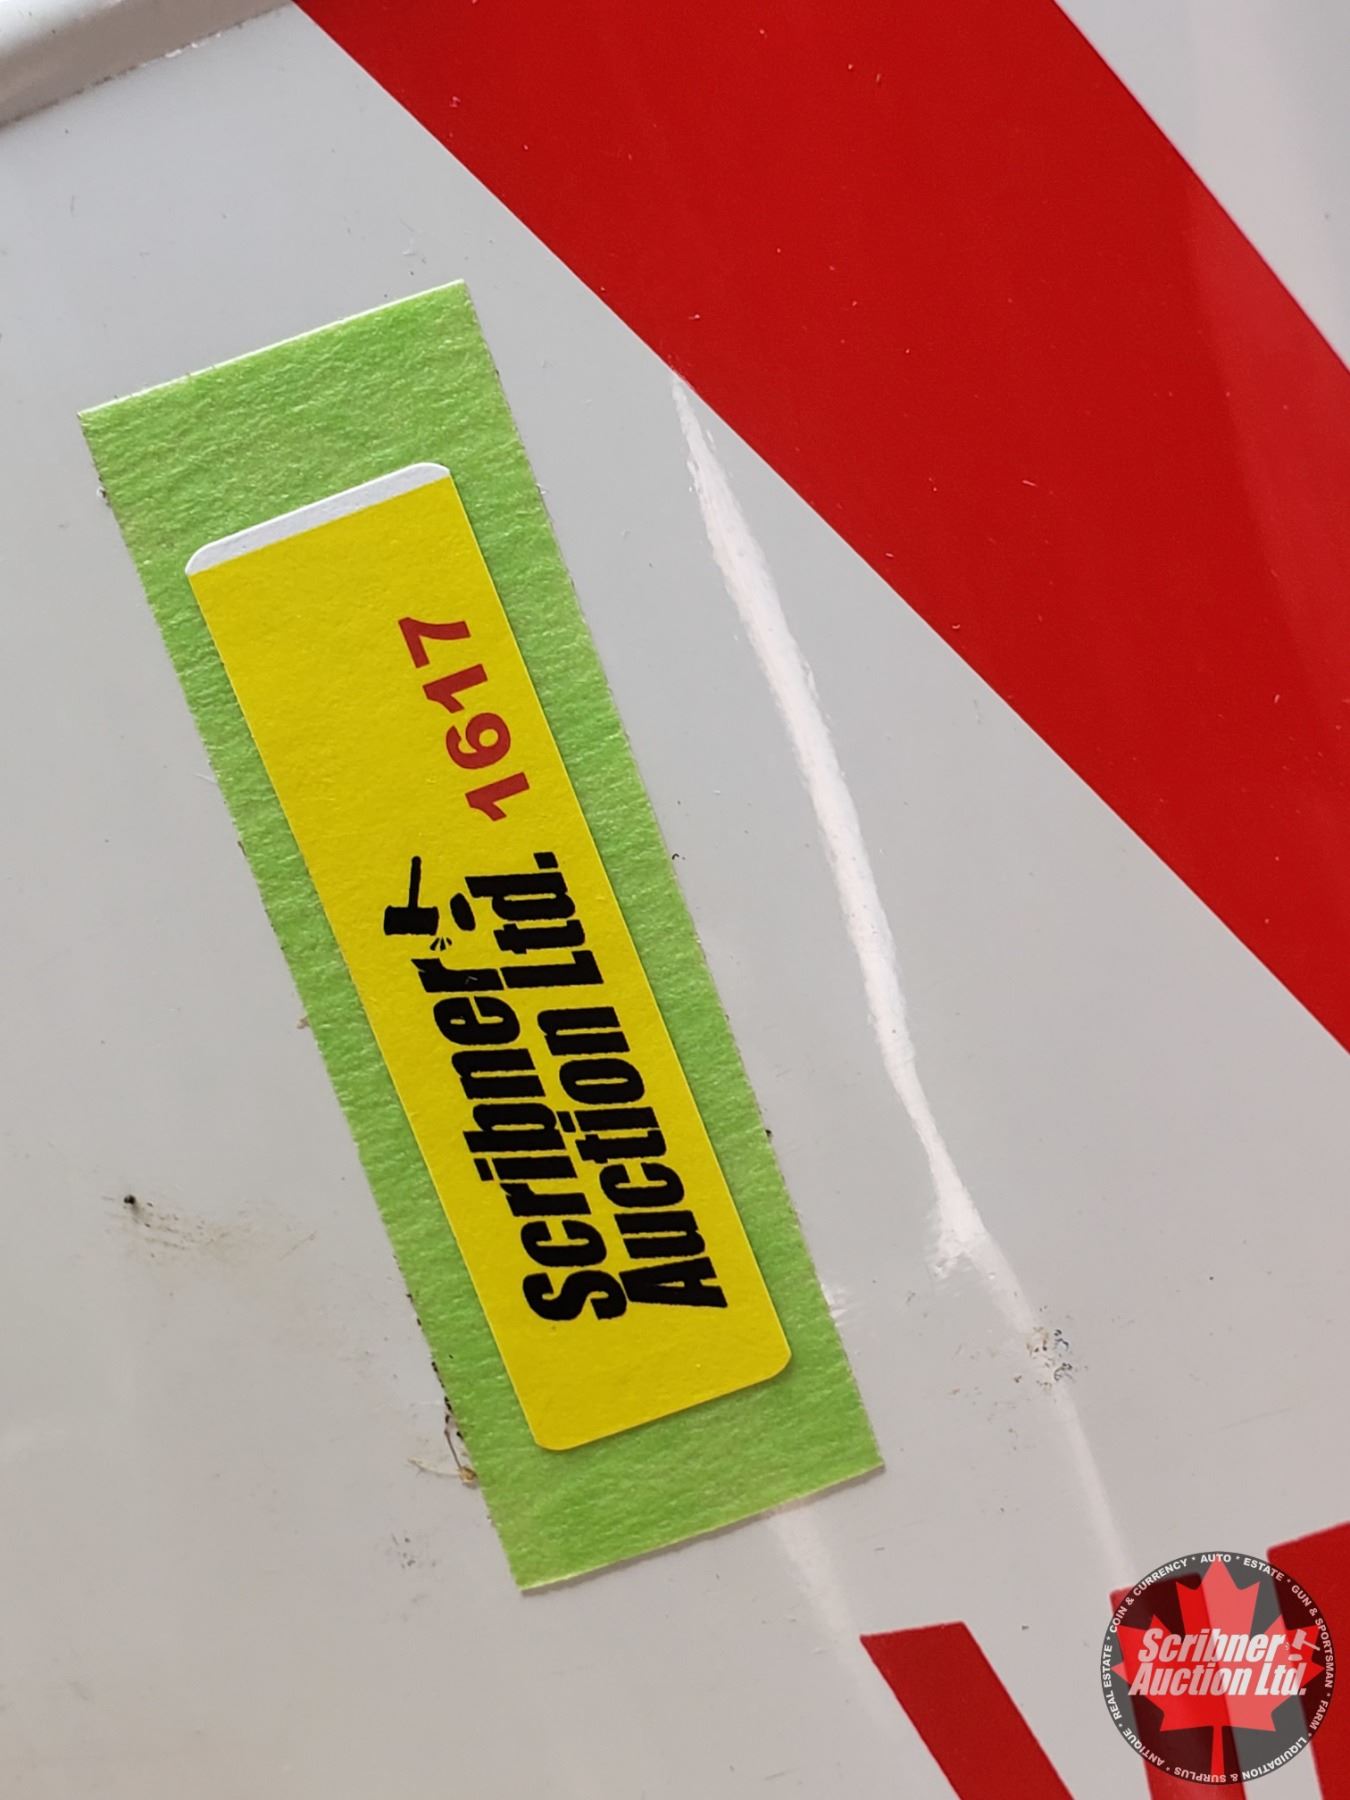 Scribner 1617
Auction Ltd.
COIN & CURRENCY * AUTO * ESTATE * GUN & SPORTSMAN * FARM * LIQUIDATION & SURPLUS * ANTIQUE * REAL ESTATE *
Scribner
Auction Ltd.